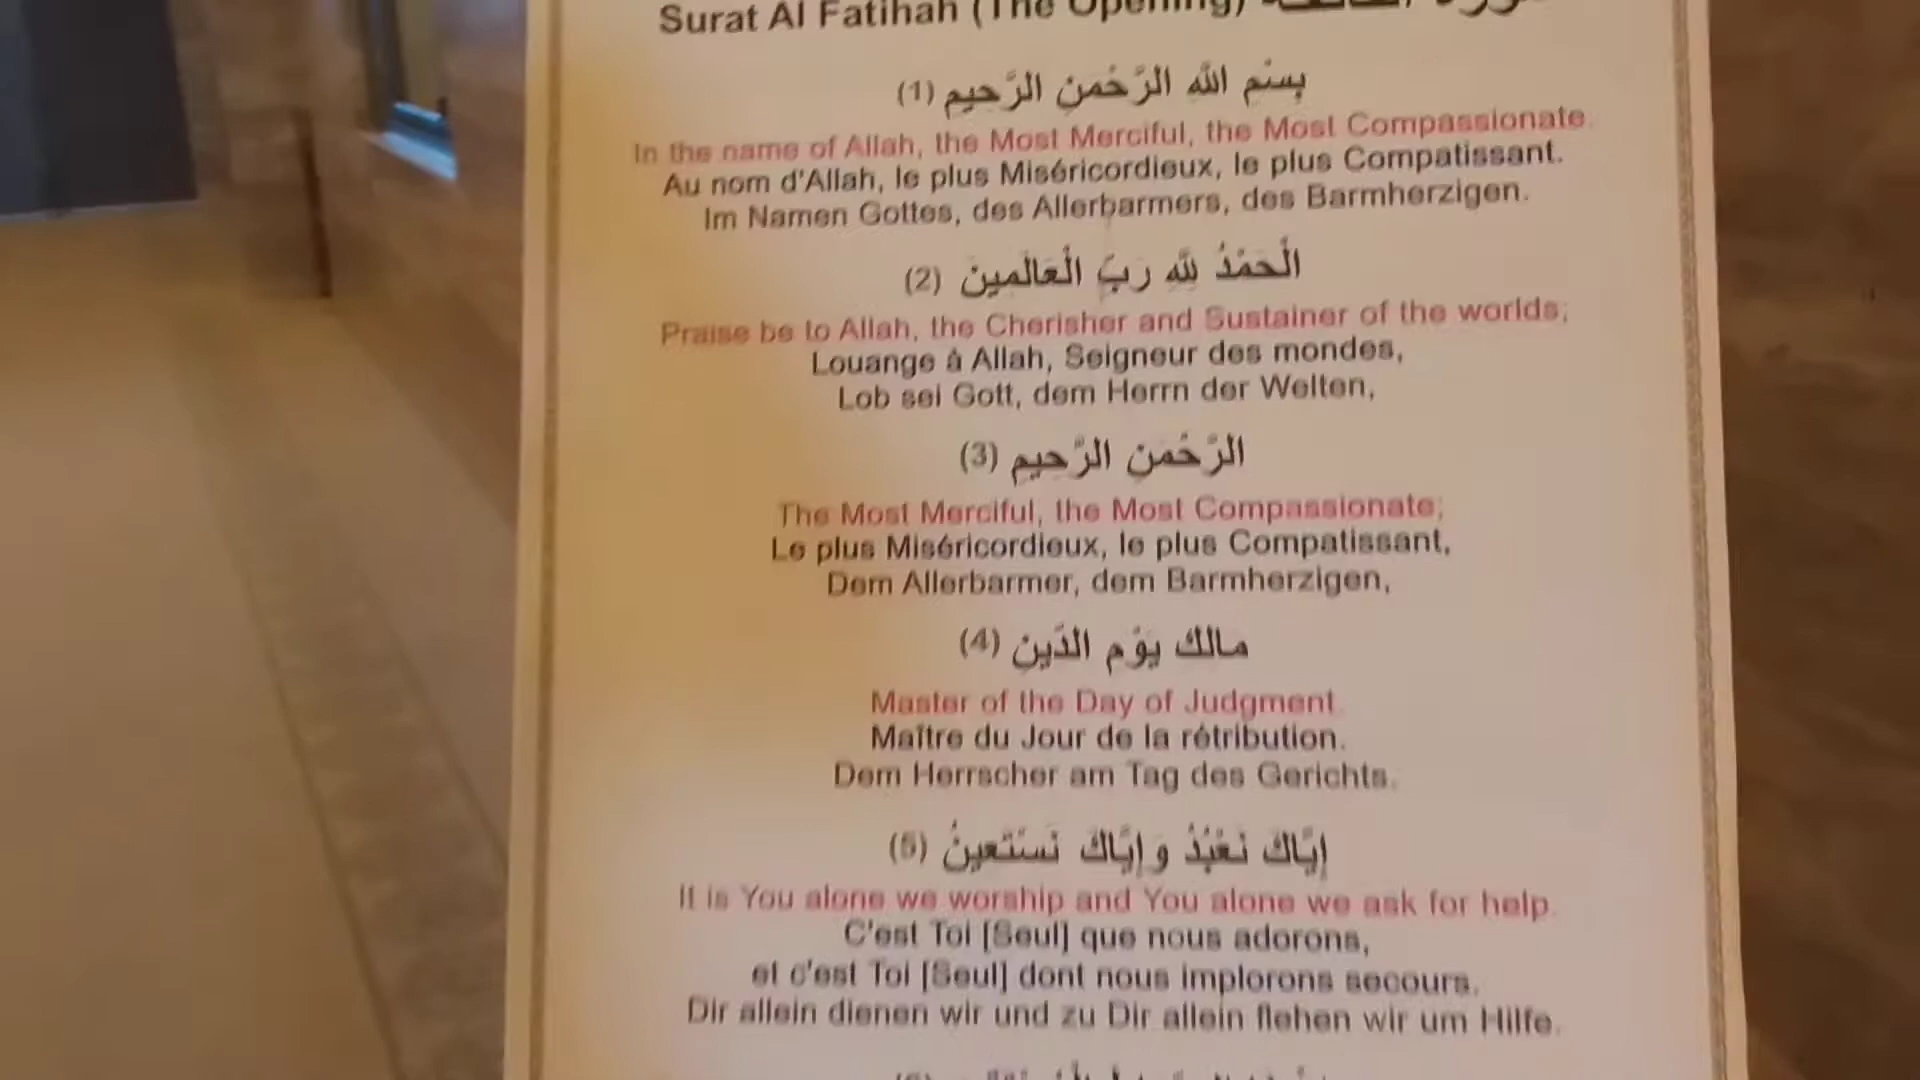 Surat Al Fatihah (The Opening) سورة الفاتحة
بِسْمِ اللَّهِ الرَّحْمنِ الرَّحِيمِ (1)
In the name of Allah, the Most Merciful, the Most Compassionate.
Au nom d'Allah, le plus Miséricordieux, le plus Compatissant.
Im Namen Gottes, des Allerbarmers, des Barmherzigen.
الْحَمْدُ لِلَّهِ رَبِّ الْعَالَمِينَ (2)
Praise be to Allah, the Cherisher and Sustainer of the worlds;
Louange à Allah, Seigneur des mondes,
Lob sei Gott, dem Herrn der Welten,
الرَّحْمنِ الرَّحِيمِ (3)
The Most Merciful, the Most Compassionate;
Le plus Miséricordieux, le plus Compatissant,
Dem Allerbarmer, dem Barmherzigen,
مالك يَوْمِ الدِّينِ (4)
Master of the Day of Judgment.
Maître du Jour de la rétribution.
Dem Herrscher am Tag des Gerichts.
إِيَّاكَ نَعْبُدُ وَإِيَّاكَ نَسْتَعِينُ (5)
It is You alone we worship and You alone we ask for help.
C'est Toi [Seul] que nous adorons,
et c'est Toi [Seul] dont nous implorons secours.
Dir allein dienen wir und zu Dir allein flehen wir um Hilfe.